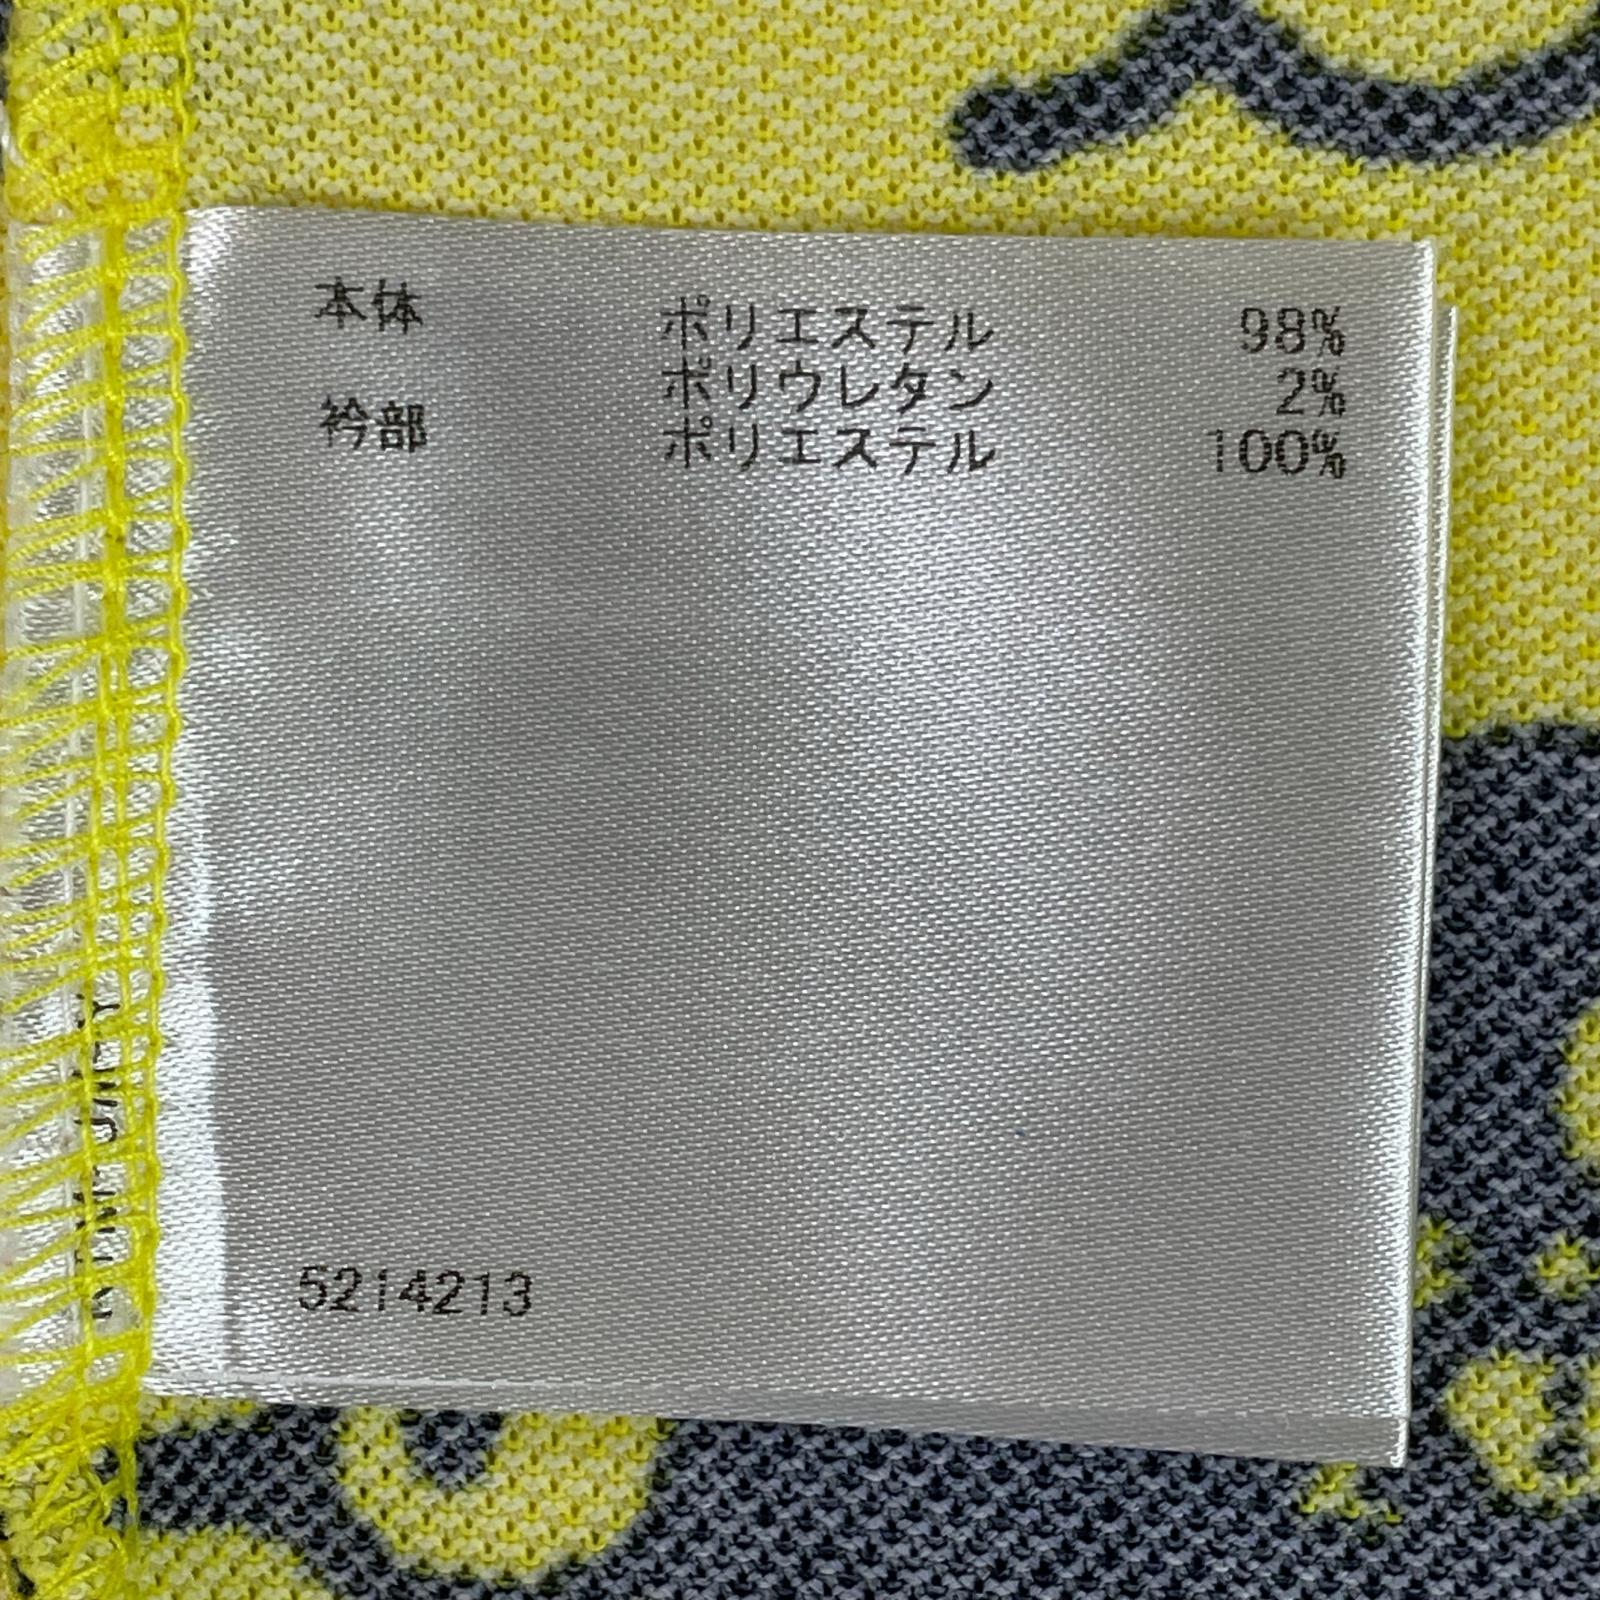 本体 ポリエステル 98%
ポリウレタン 2%
衿部 ポリエステル 100%
5214213